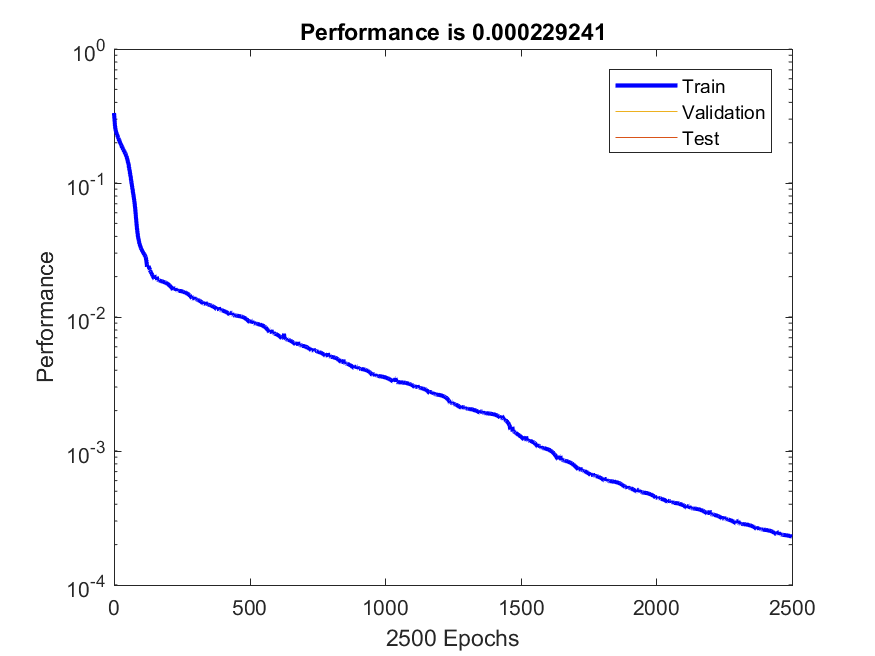 Performance is 0.000229241
10^0
Train
Validation
Test
10^-1
10^-2
Performance
10^-3
10^-4
0 500 1000 1500 2000 2500
2500 Epochs